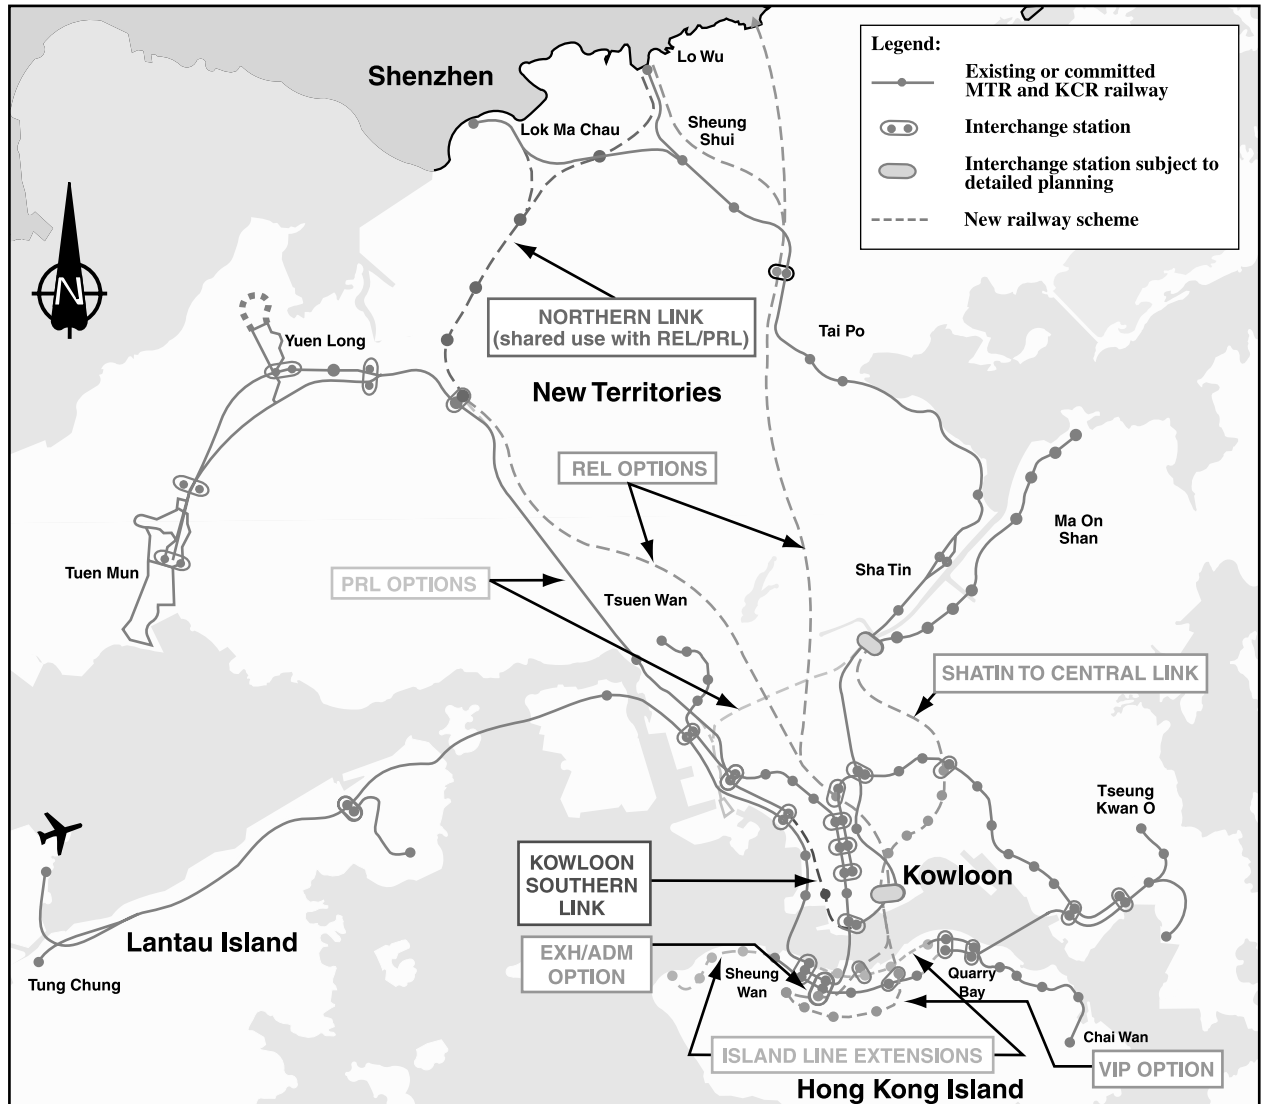 Legend:
Existing or committed
MTR and KCR railway
Interchange station
Interchange station subject to
detailed planning
New railway scheme
Shenzhen
Lo Wu
Lok Ma Chau
Sheung
Shui
N
Yuen Long
NORTHERN LINK
(shared use with REL/PRL)
Tai Po
New Territories
REL OPTIONS
Ma On
Shan
Tuen Mun
PRL OPTIONS
Tsuen Wan
Sha Tin
SHATIN TO CENTRAL LINK
Tseung
Kwan O
KOWLOON
SOUTHERN
LINK
Kowloon
Lantau Island
EXH/ADM
OPTION
Tung Chung
Sheung
Wan
Quarry
Bay
Chai Wan
ISLAND LINE EXTENSIONS
VIP OPTION
Hong Kong Island